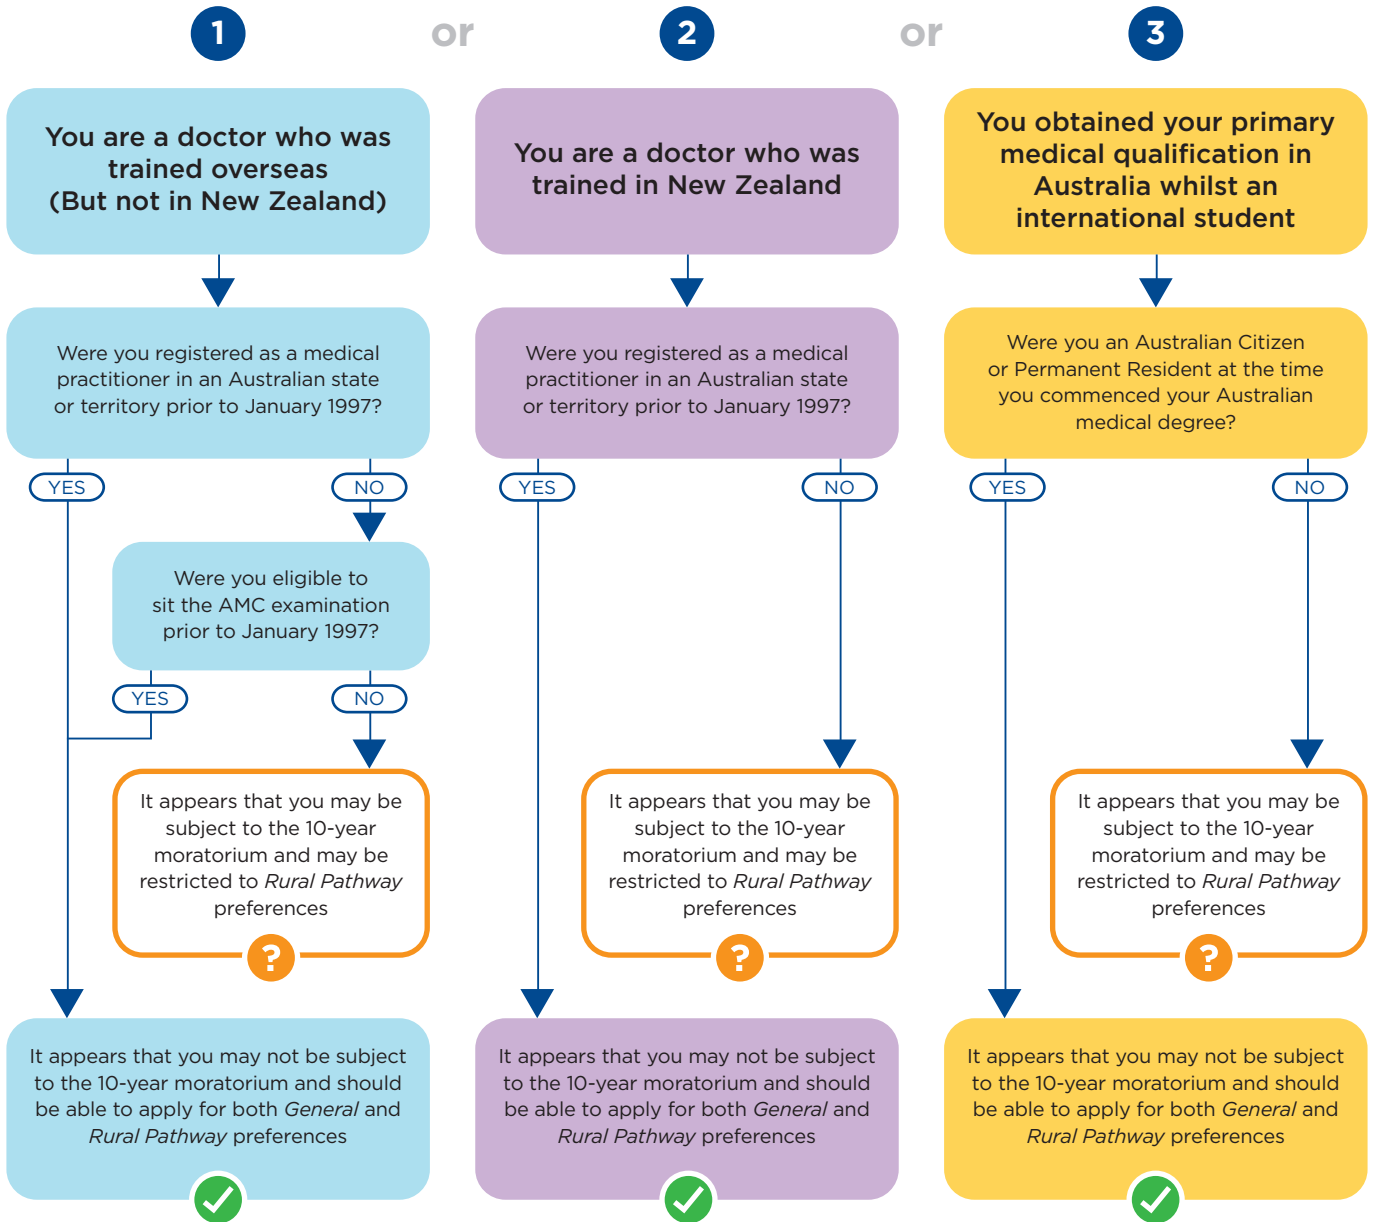 1
or
2
or
3
You are a doctor who was
trained overseas
(But not in New Zealand)
You are a doctor who was
trained in New Zealand
You obtained your primary
medical qualification in
Australia whilst an
international student
Were you registered as a medical
practitioner in an Australian state
or territory prior to January 1997?
Were you registered as a medical
practitioner in an Australian state
or territory prior to January 1997?
Were you an Australian Citizen
or Permanent Resident at the time
you commenced your Australian
medical degree?
YES
NO
YES
NO
YES
NO
Were you eligible to
sit the AMC examination
prior to January 1997?
YES
NO
It appears that you may be
subject to the 10-year
moratorium and may be
restricted to Rural Pathway
preferences
?
It appears that you may be
subject to the 10-year
moratorium and may be
restricted to Rural Pathway
preferences
?
It appears that you may be
subject to the 10-year
moratorium and may be
restricted to Rural Pathway
preferences
?
It appears that you may not be subject
to the 10-year moratorium and should
be able to apply for both General and
Rural Pathway preferences
It appears that you may not be subject
to the 10-year moratorium and should
be able to apply for both General and
Rural Pathway preferences
It appears that you may not be subject
to the 10-year moratorium and should
be able to apply for both General and
Rural Pathway preferences